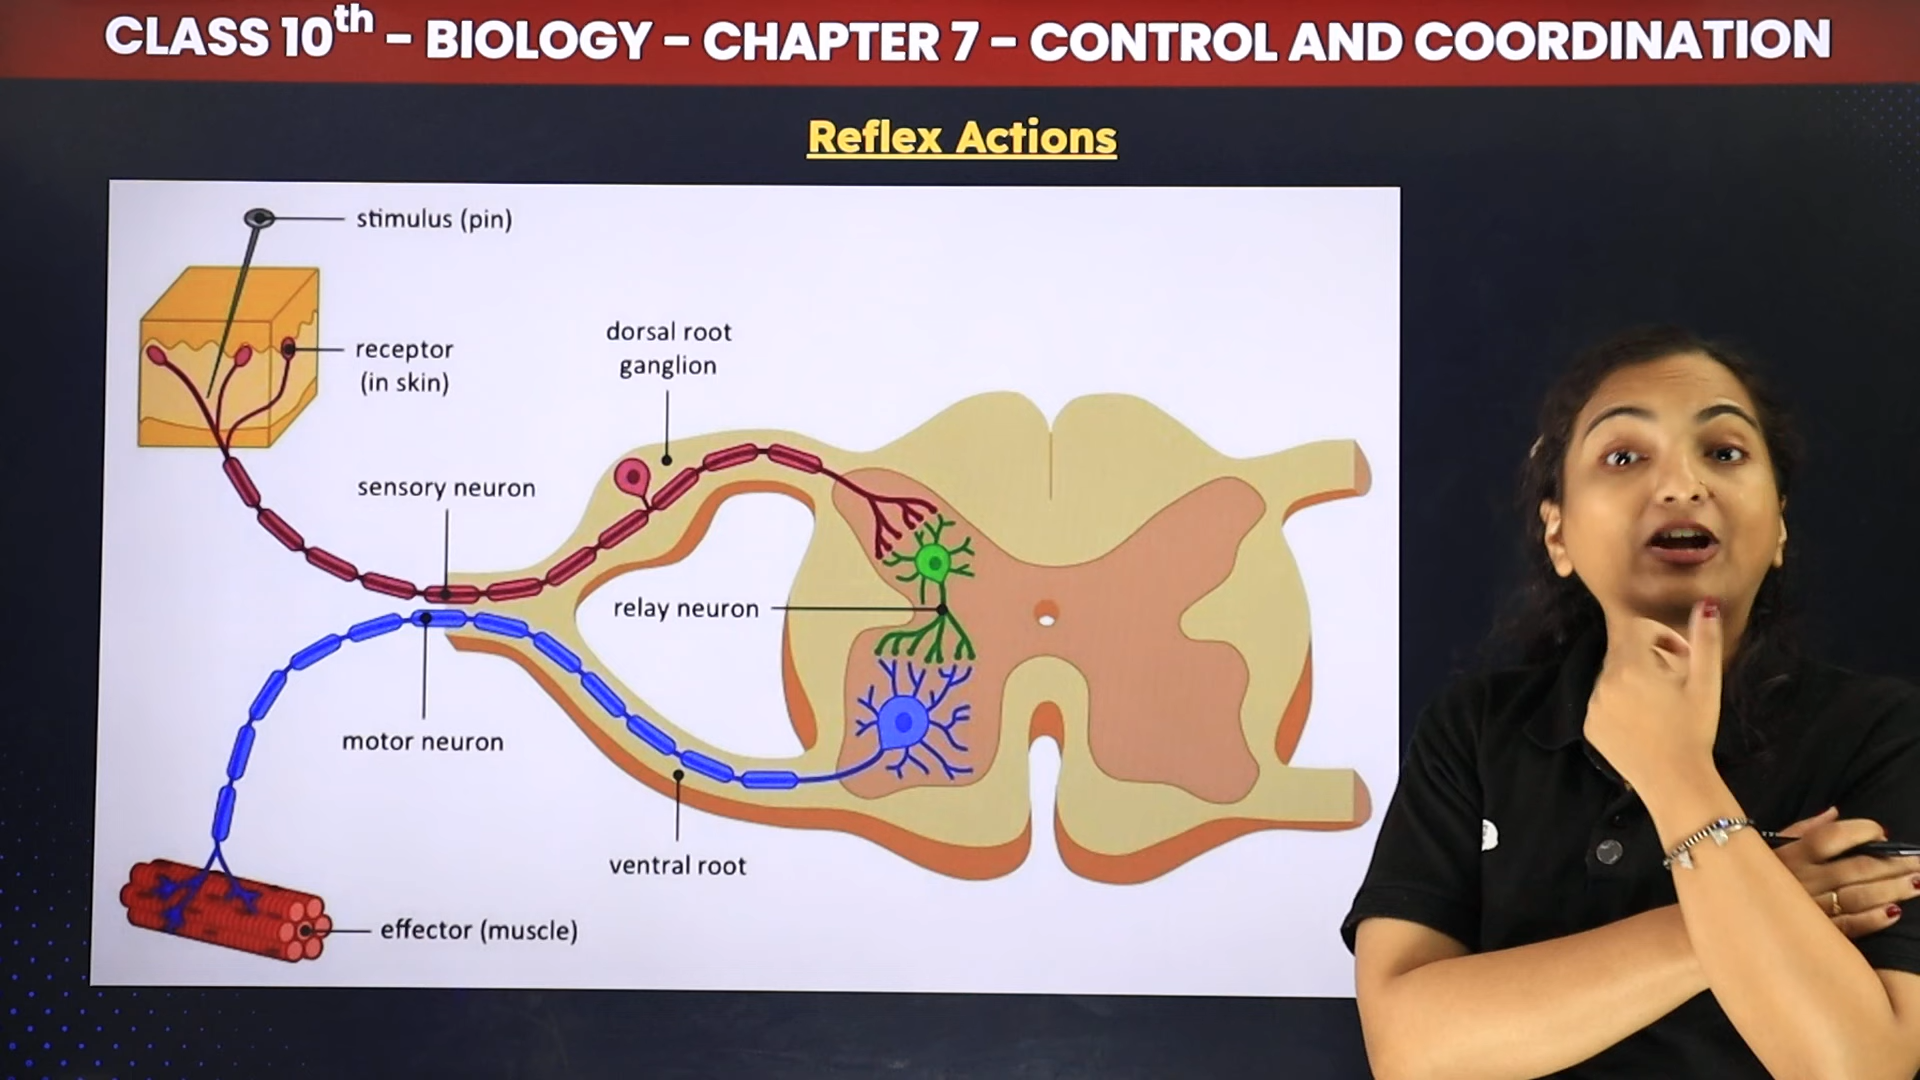 CLASS 10th - BIOLOGY - CHAPTER 7 - CONTROL AND COORDINATION
Reflex Actions
stimulus (pin)
receptor
(in skin)
dorsal root
ganglion
sensory neuron
relay neuron
motor neuron
ventral root
effector (muscle)